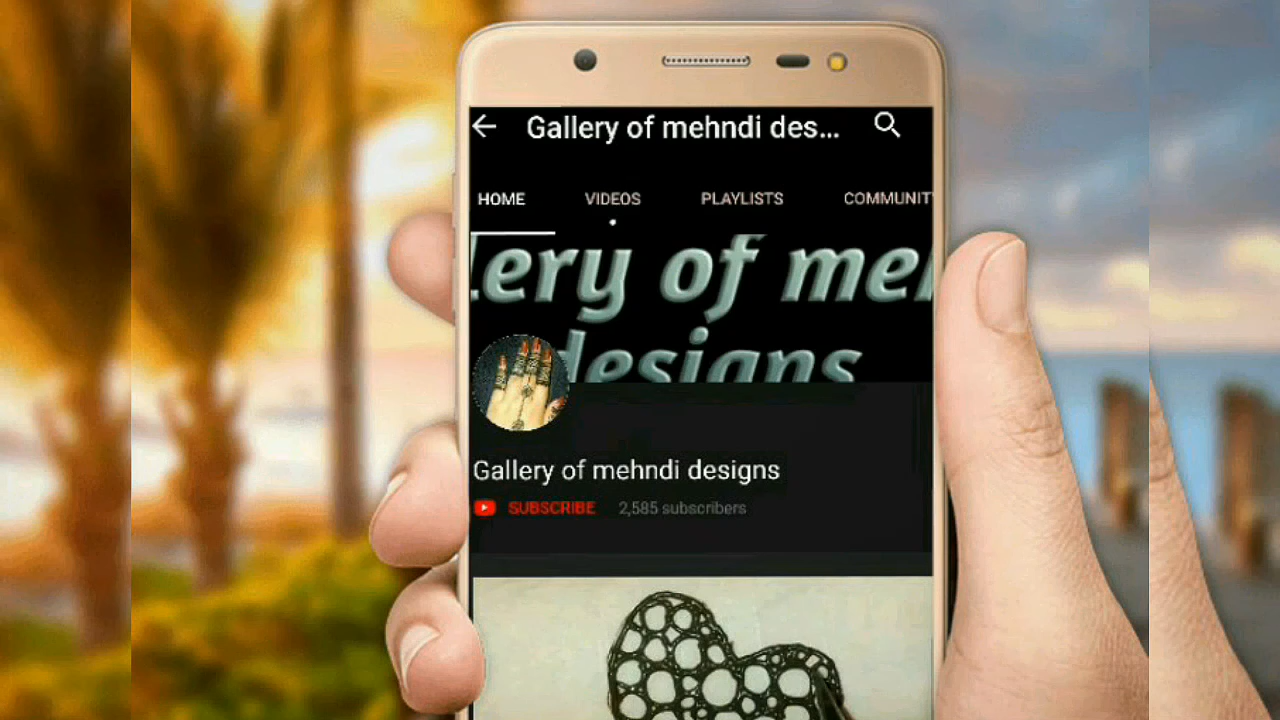 Gallery of mehndi des...
HOME VIDEOS PLAYLISTS COMMUNIT
lery of me
designs
Gallery of mehndi designs
SUBSCRIBE 2,585 subscribers